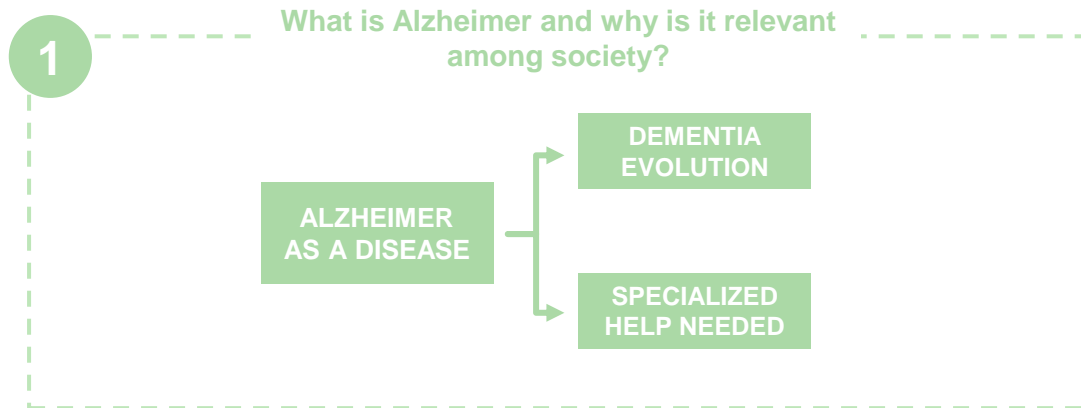 1
What is Alzheimer and why is it relevant
among society?
DEMENTIA
EVOLUTION
ALZHEIMER
AS A DISEASE
SPECIALIZED
HELP NEEDED